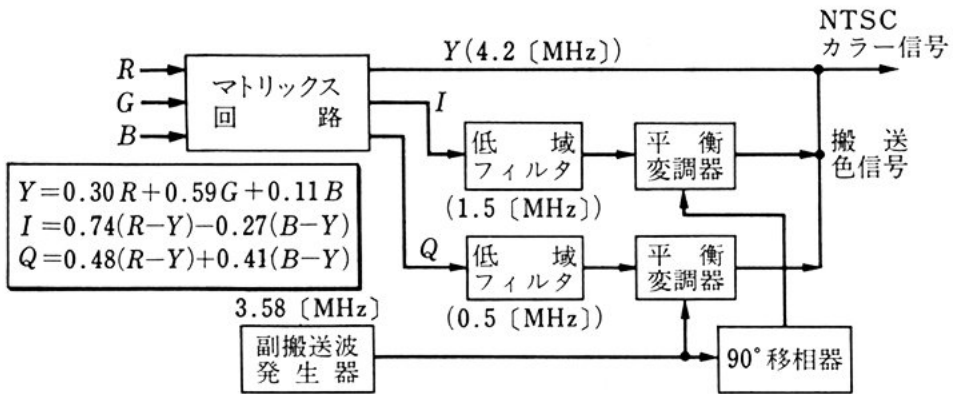 NTSC
カラー信号
Y(4.2〔MHz〕)
R
G
B
マトリックス
回路
I
低域
フィルタ
(1.5〔MHz〕)
平衡
変調器
搬送
色信号
Y=0.30R+0.59G+0.11B
I=0.74(R−Y)−0.27(B−Y)
Q=0.48(R−Y)+0.41(B−Y)
Q
低域
フィルタ
(0.5〔MHz〕)
平衡
変調器
3.58〔MHz〕
副搬送波
発生器
90°移相器